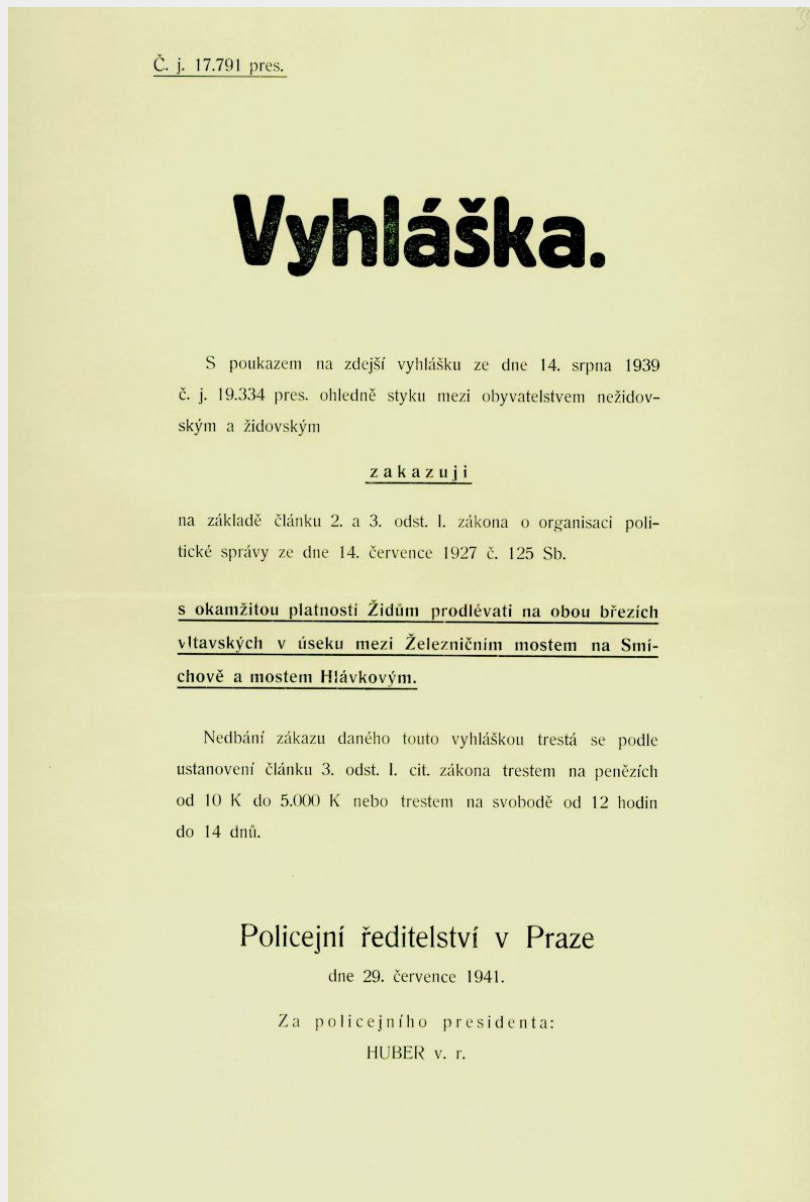 Č. j. 17.791 pres.
Vyhláška.
S poukazem na zdejší vyhlášku ze dne 14. srpna 1939
č. j. 19.334 pres. ohledně styku mezi obyvatelstvem nežidov-
ským a židovským
zakazuji
na základě článku 2. a 3. odst. l. zákona o organisaci poli-
tické správy ze dne 14. července 1927 č. 125 Sb.
s okamžitou platností Židům prodlévati na obou březích
vltavských v úseku mezi Železničním mostem na Smí-
chově a mostem Hlávkovým.
Nedbání zákazu daného touto vyhláškou trestá se podle
ustanovení článku 3. odst. l. cit. zákona trestem na penězích
od 10 K do 5.000 K nebo trestem na svobodě od 12 hodin
do 14 dnů.
Policejní ředitelství v Praze
dne 29. července 1941.
Za policejního presidenta:
HUBER v. r.